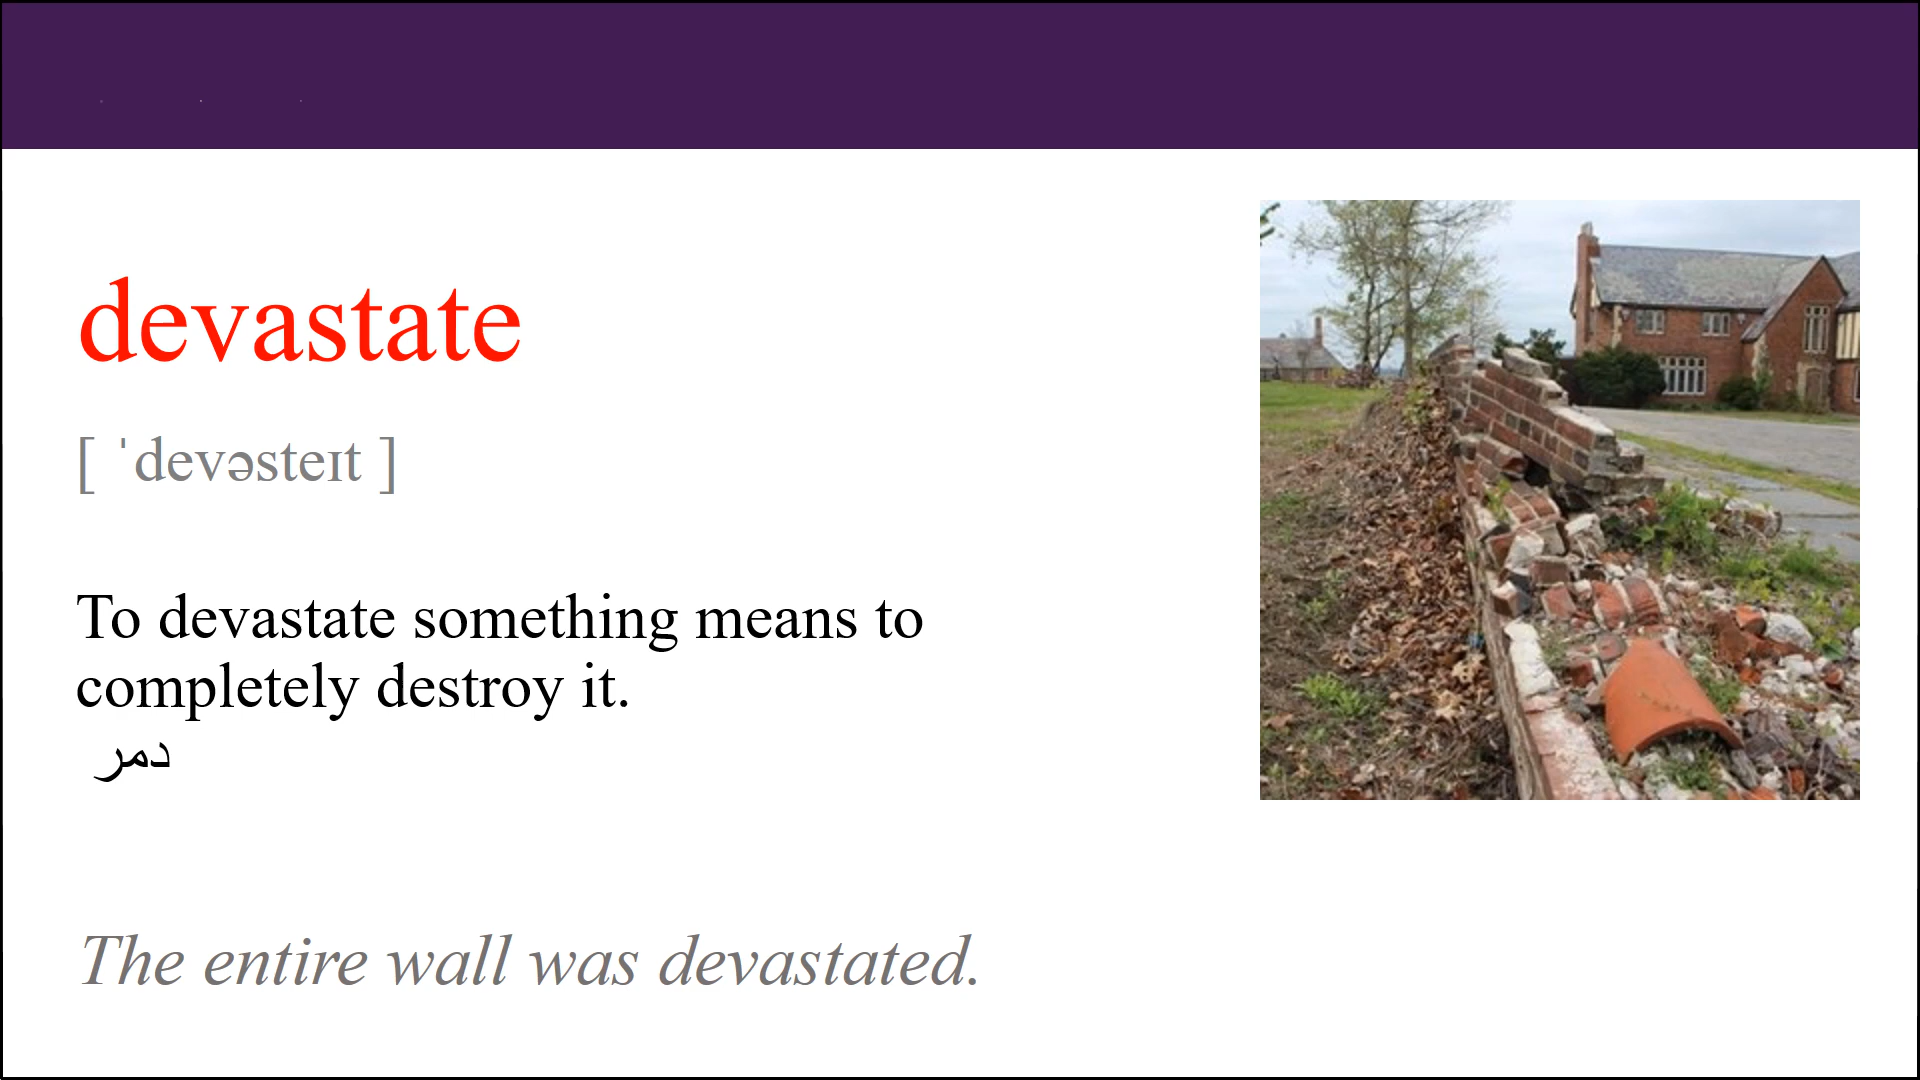 devastate
[ ˈdevəsteɪt ]
To devastate something means to
completely destroy it.
دمر
The entire wall was devastated.